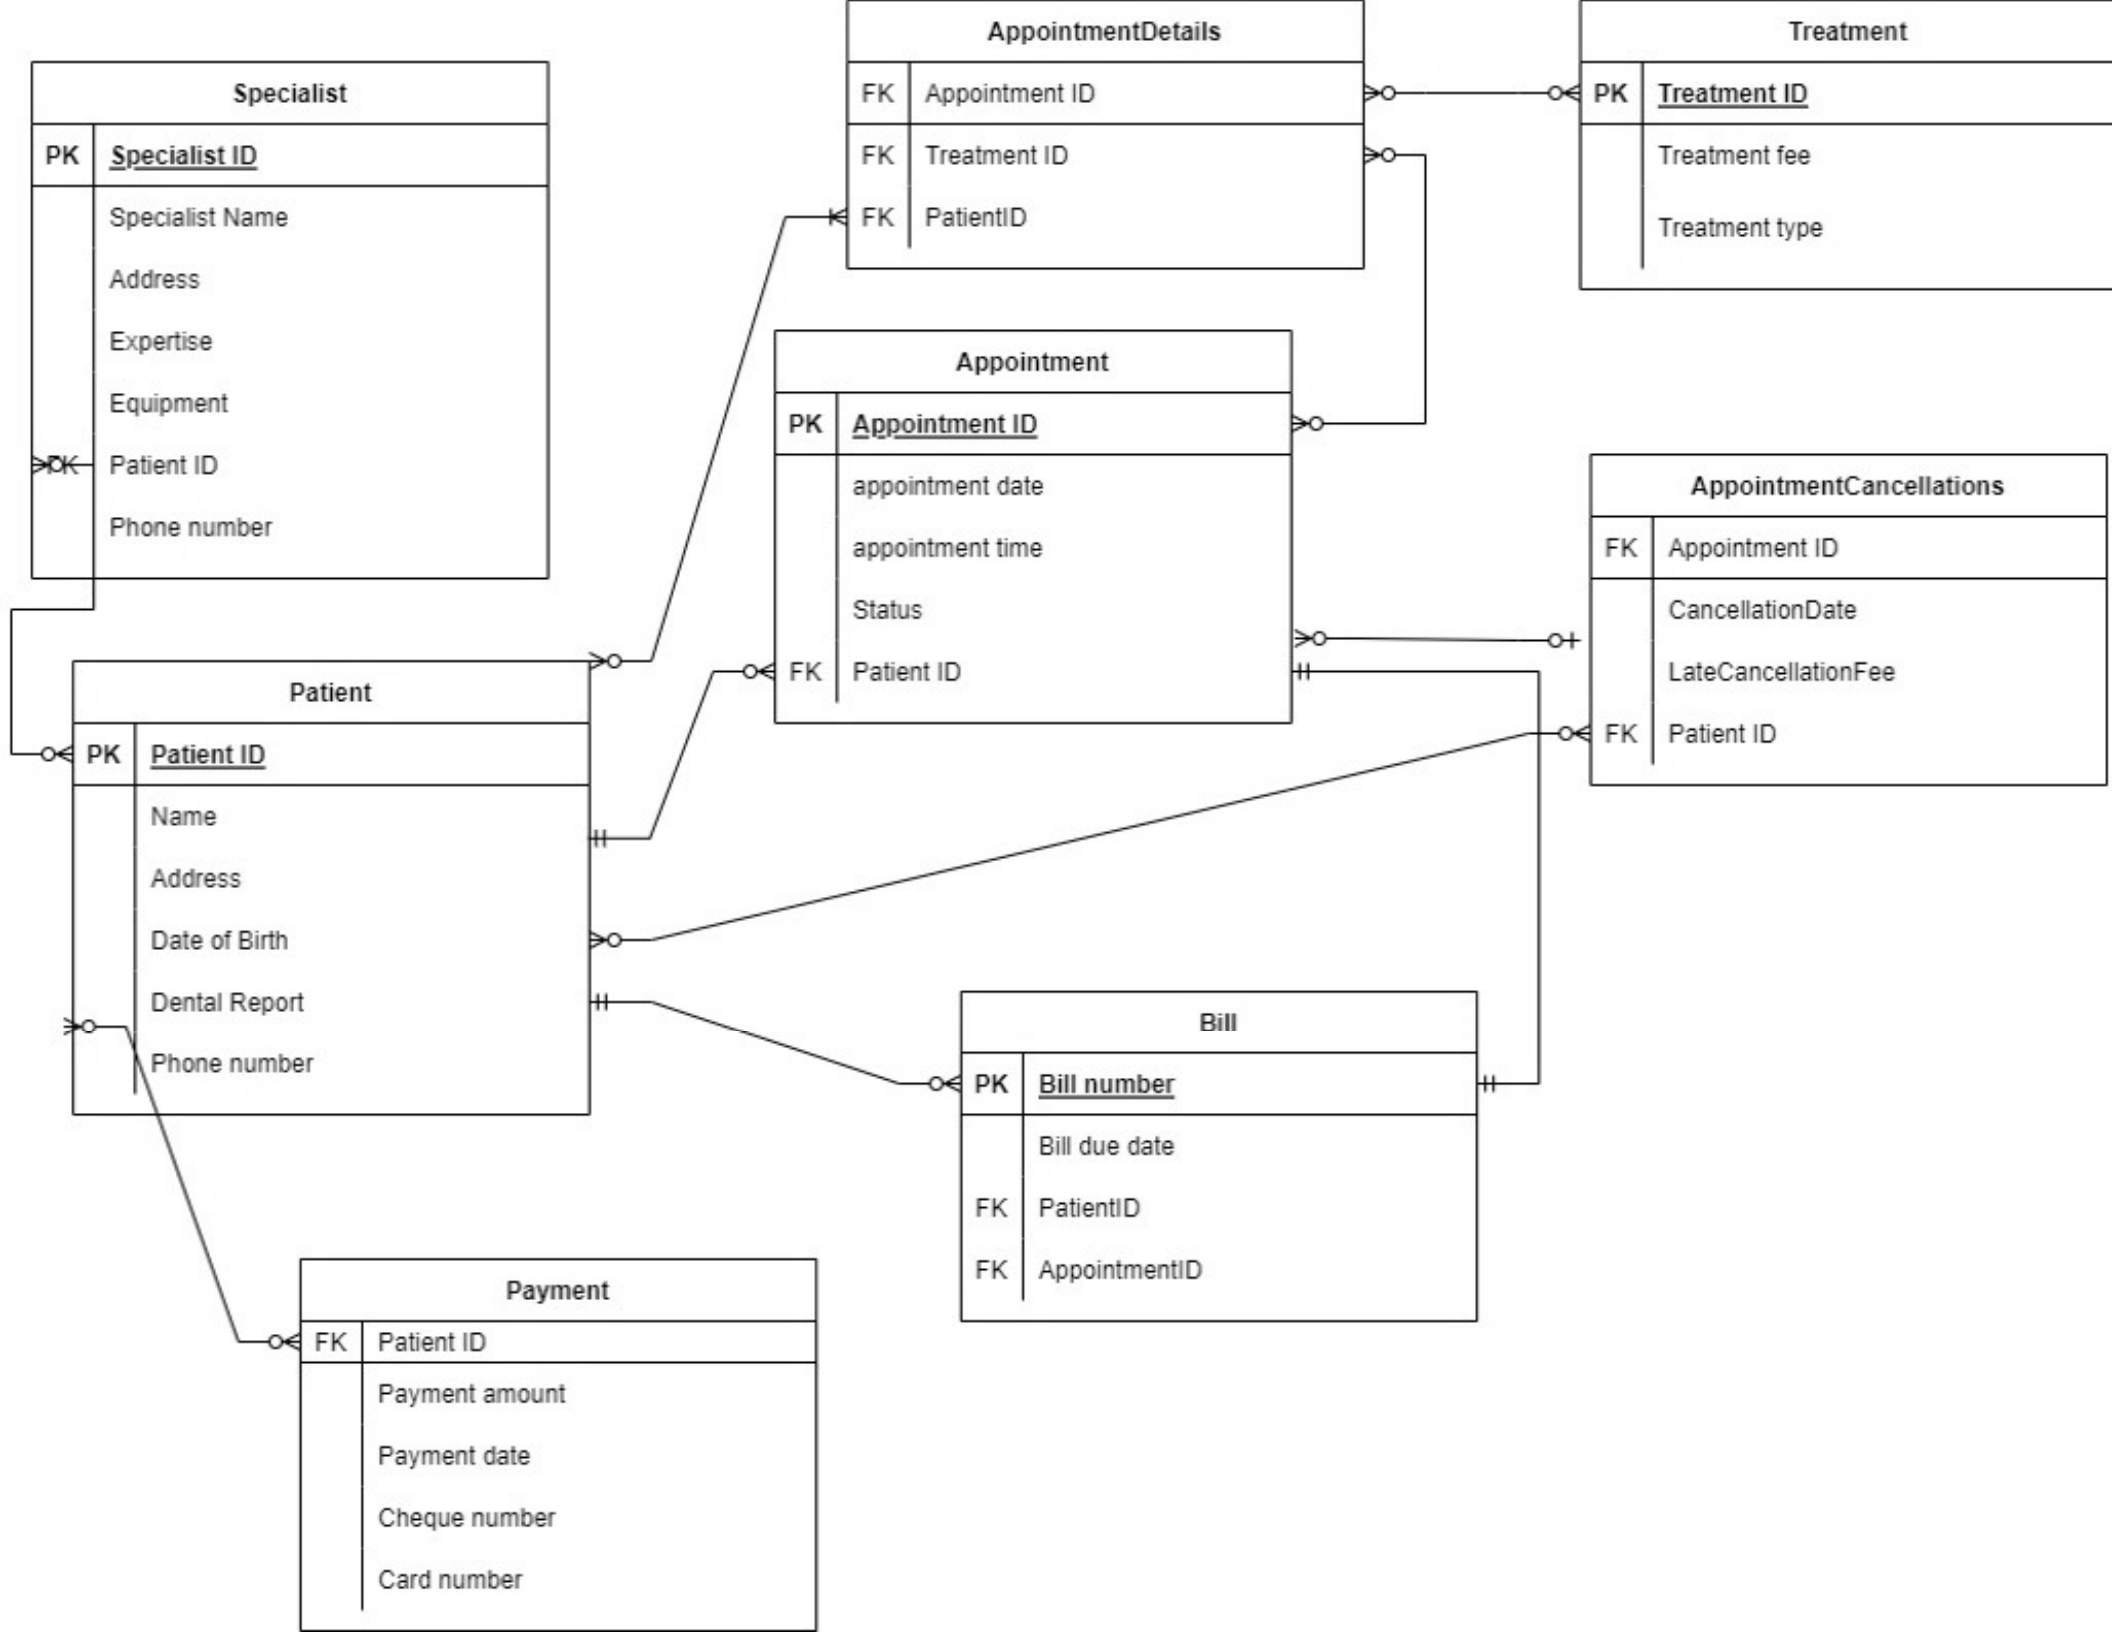 AppointmentDetails
FK Appointment ID
FK Treatment ID
FK PatientID
Treatment
PK Treatment ID
Treatment fee
Treatment type
Specialist
PK Specialist ID
Specialist Name
Address
Expertise
Equipment
FK Patient ID
Phone number
Appointment
PK Appointment ID
appointment date
appointment time
Status
FK Patient ID
AppointmentCancellations
FK Appointment ID
CancellationDate
LateCancellationFee
FK Patient ID
Patient
PK Patient ID
Name
Address
Date of Birth
Dental Report
Phone number
Bill
PK Bill number
Bill due date
FK PatientID
FK AppointmentID
Payment
FK Patient ID
Payment amount
Payment date
Cheque number
Card number